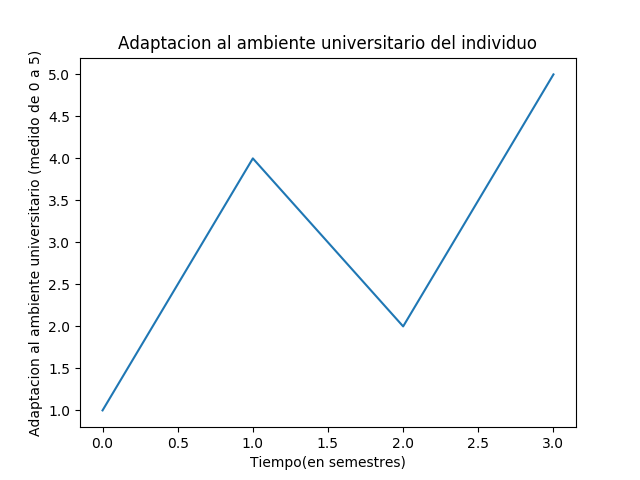 Adaptacion al ambiente universitario del individuo
Adaptacion al ambiente universitario (medido de 0 a 5)
5.0
4.5
4.0
3.5
3.0
2.5
2.0
1.5
1.0
0.0 0.5 1.0 1.5 2.0 2.5 3.0
Tiempo(en semestres)